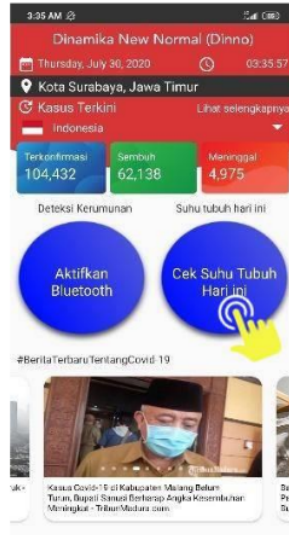 3:35 AM
Dinamika New Normal (Dinno)
Thursday, July 30, 2020
03:35:57
Kota Surabaya, Jawa Timur
Kasus Terkini
Lihat selengkapnya
Indonesia
Terkonfirmasi
104,432
Sembuh
62,138
Meninggal
4,975
Deteksi Kerumunan
Suhu tubuh hari ini
Aktifkan
Bluetooth
Cek Suhu Tubuh
Hari ini
#BeritaTerbaruTentangCovid-19
TribunMadura.com
Kasus Covid-19 di Kabupaten Malang Belum
Turun, Bupati Sanusi Berharap Angka Kesembuhan
Meningkat - TribunMadura.com